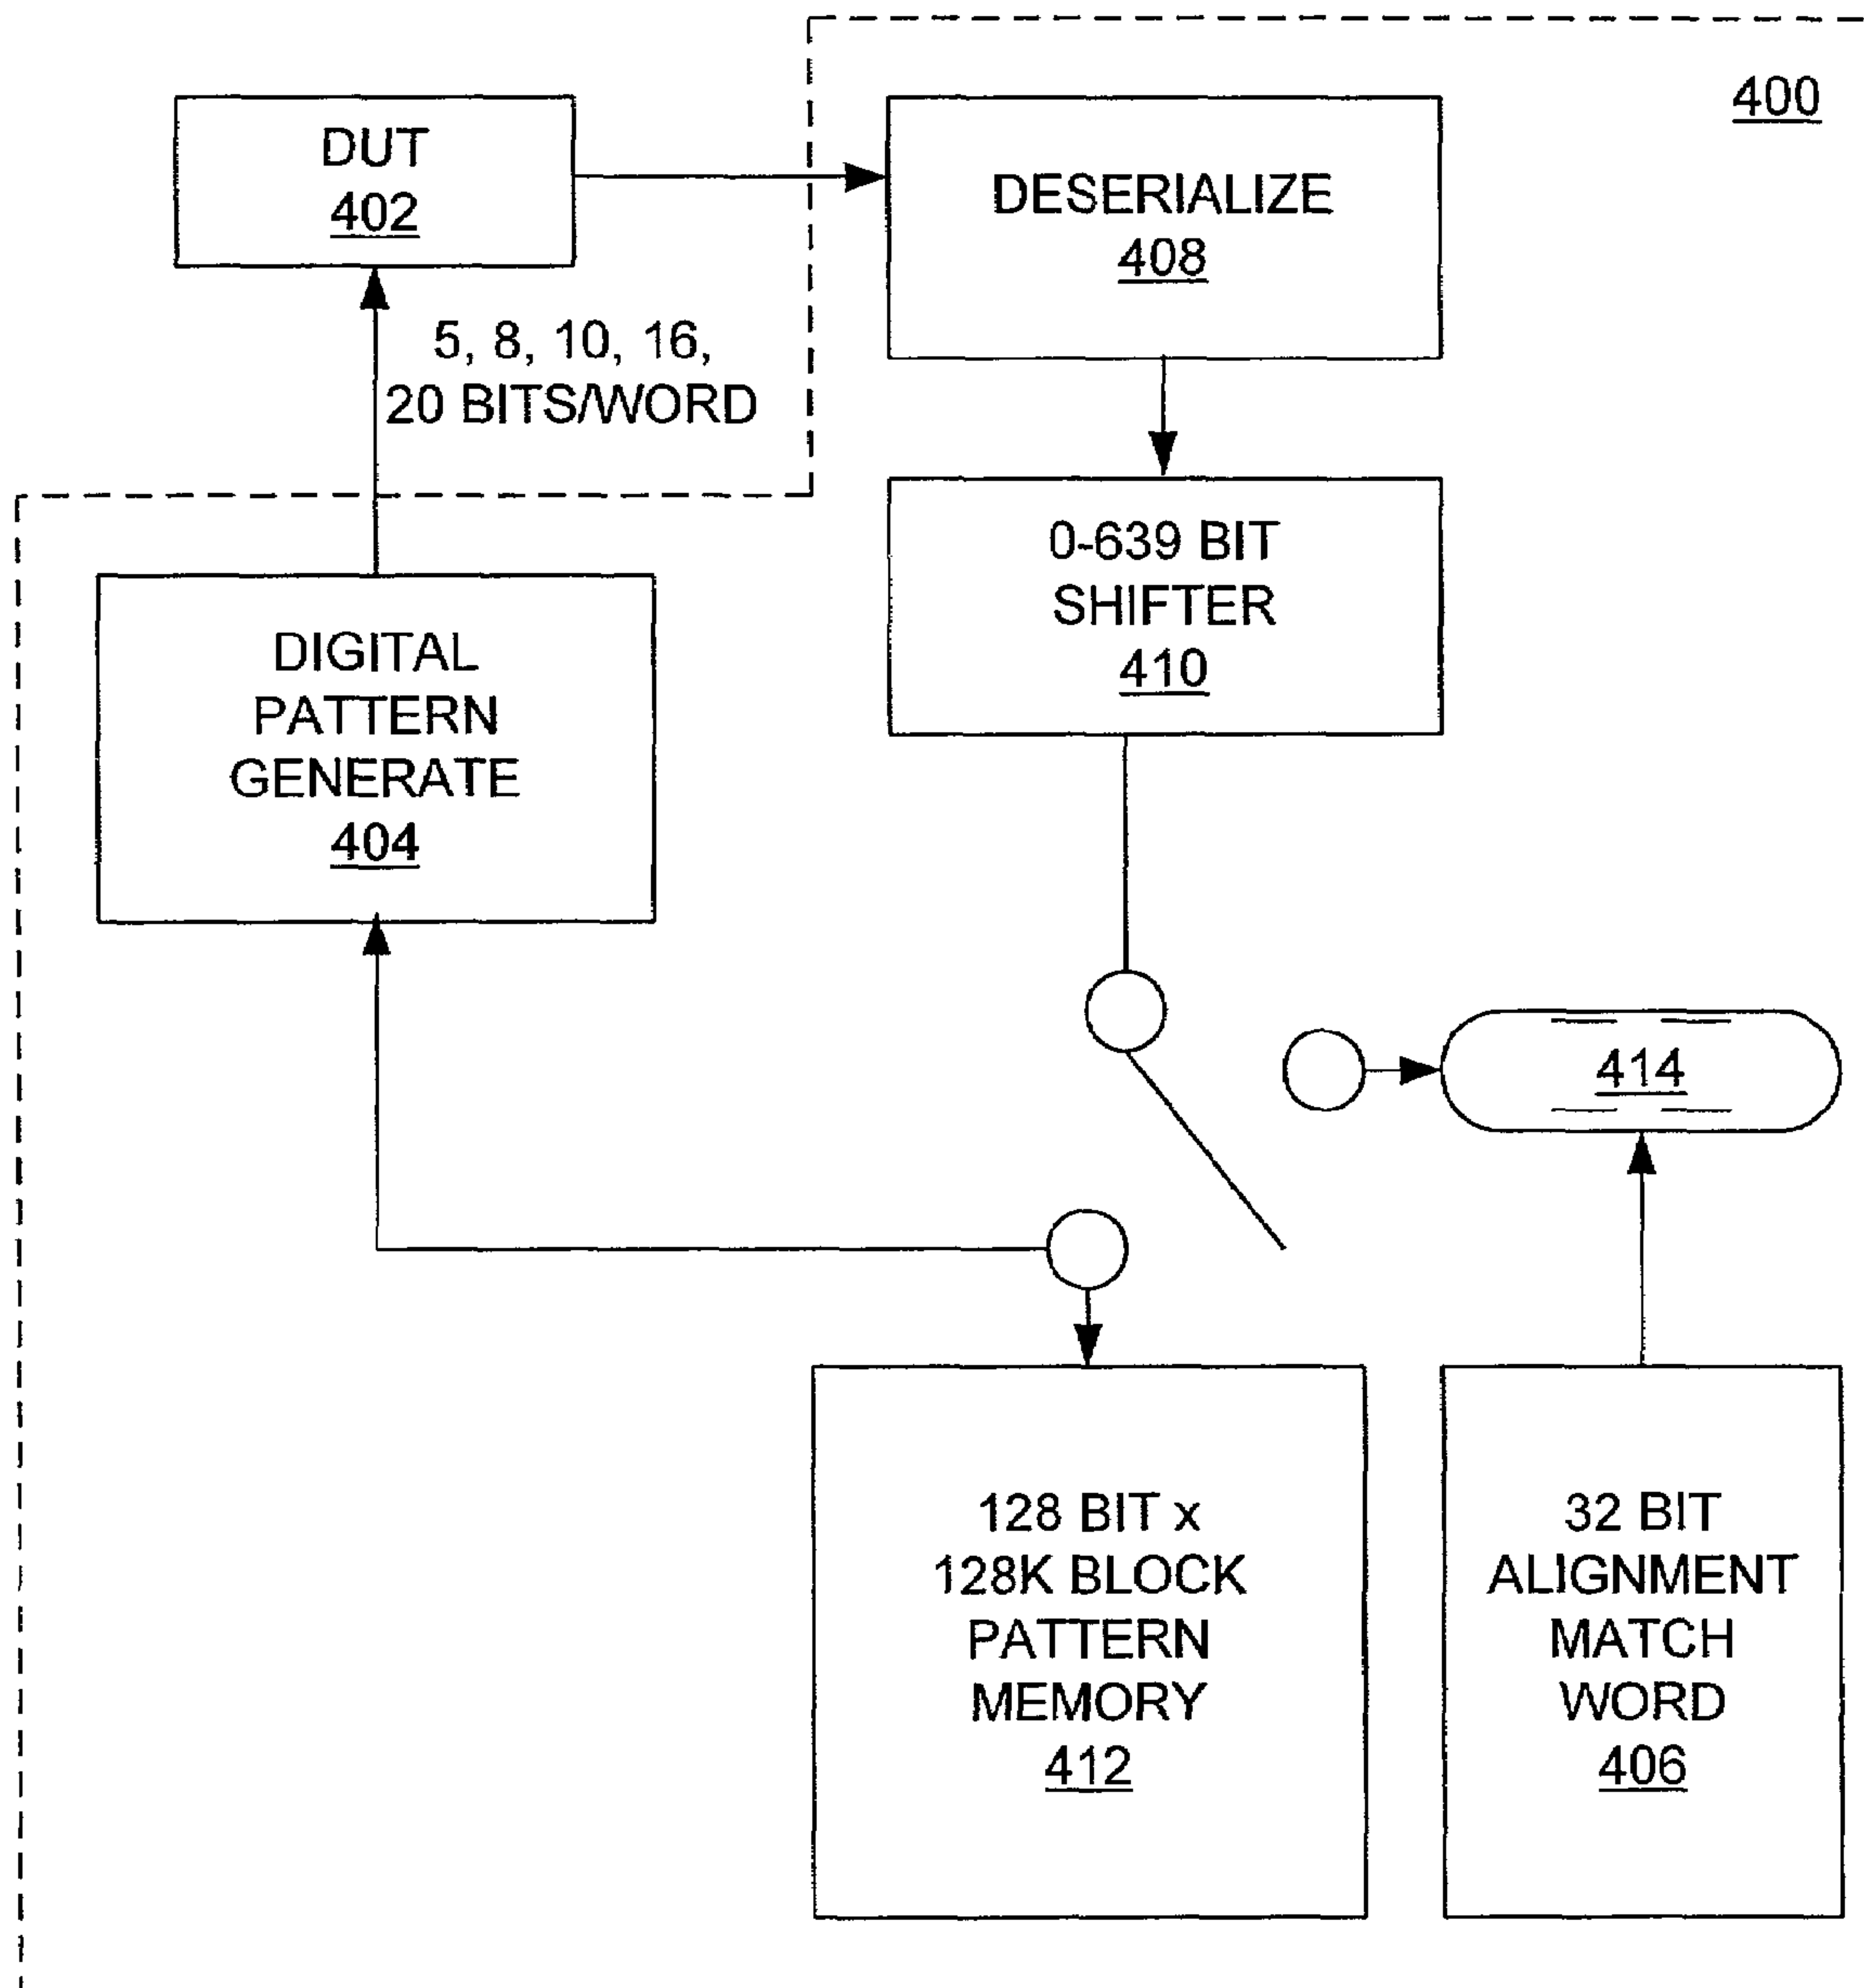 400
DUT
402
DESERIALIZE
408
5, 8, 10, 16,
20 BITS/WORD
0-639 BIT
SHIFTER
410
DIGITAL
PATTERN
GENERATE
404
414
128 BIT x
128K BLOCK
PATTERN
MEMORY
412
32 BIT
ALIGNMENT
MATCH
WORD
406